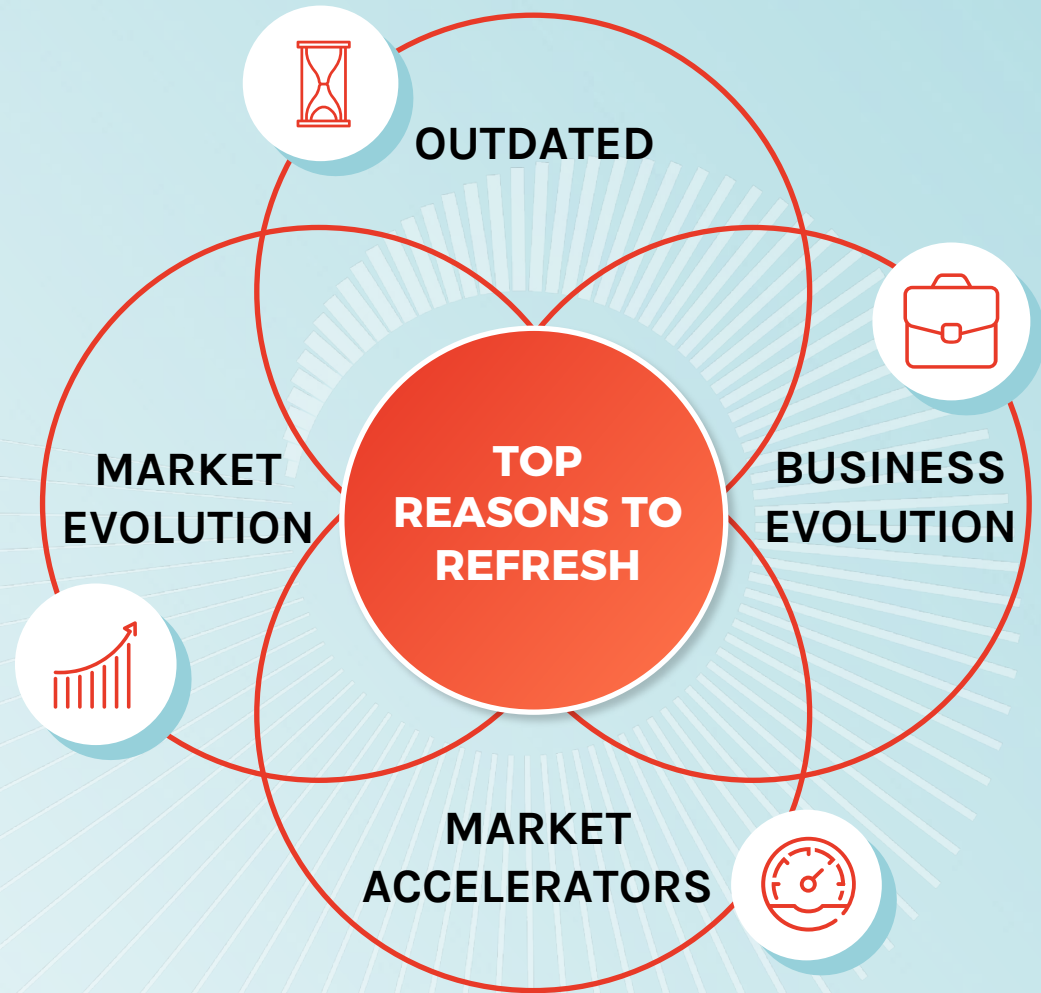 OUTDATED
MARKET
EVOLUTION
TOP
REASONS TO
REFRESH
BUSINESS
EVOLUTION
MARKET
ACCELERATORS